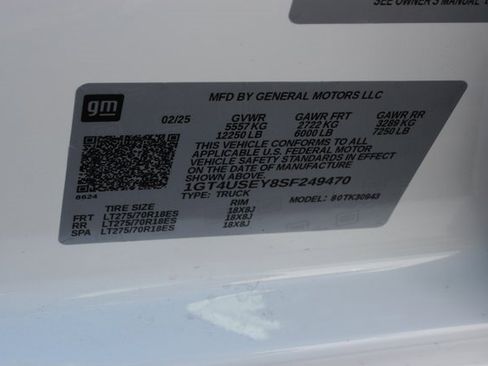 SEE OWNER'S MANUAL
gm
MFD BY GENERAL MOTORS LLC
02/25 GVWR GAWR FRT GAWR RR
5557 KG 2722 KG 3289 KG
12250 LB 6000 LB 7250 LB
THIS VEHICLE CONFORMS TO ALL
APPLICABLE FEDERAL MOTOR
VEHICLE SAFETY STANDARDS IN EFFECT
ON THE DATE OF MANUFACTURE
1GT4USEY8SF249470
TYPE: TRUCK MODEL: 80TK30943
8624
TIRE SIZE RIM
FRT LT275/70R18ES 18X8J
RR LT275/70R18ES 18X8J
SPA LT275/70R18ES 18X8J